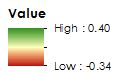 Value
High : 0.40
Low : -0.34